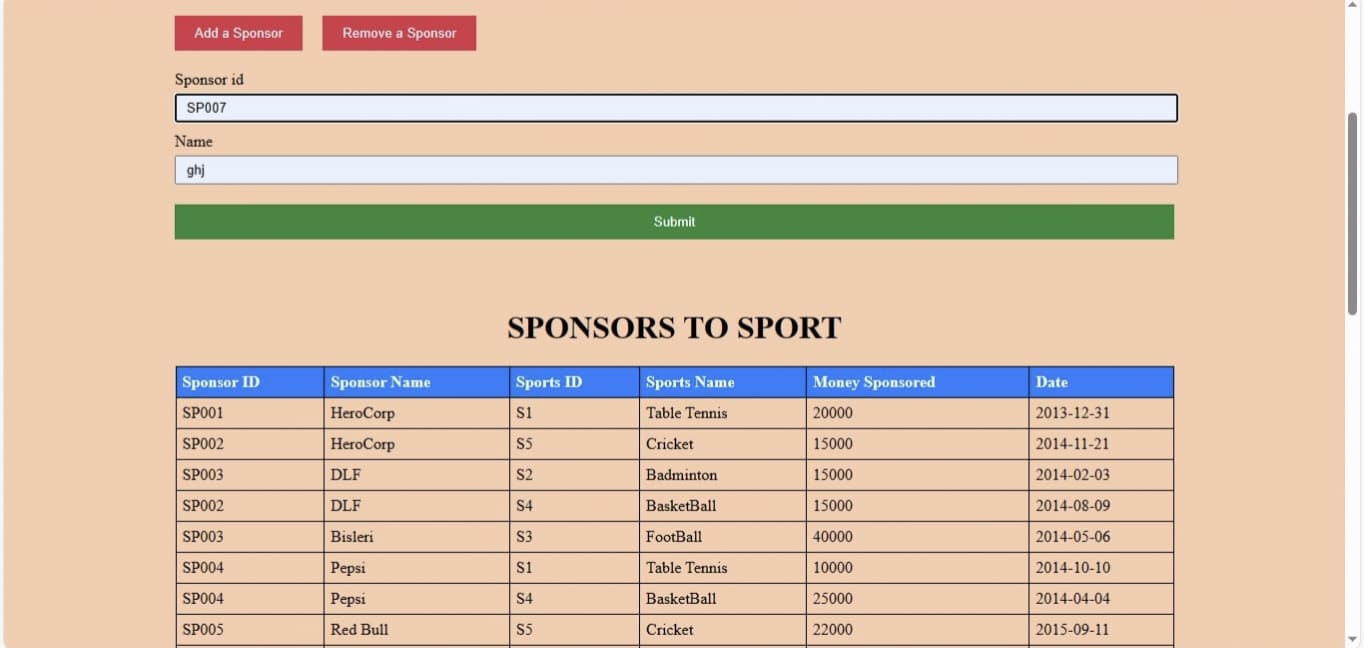 Add a Sponsor Remove a Sponsor
Sponsor id
SP007
Name
ghj
Submit
SPONSORS TO SPORT
Sponsor ID Sponsor Name Sports ID Sports Name Money Sponsored Date
SP001 HeroCorp S1 Table Tennis 20000 2013-12-31
SP002 HeroCorp S5 Cricket 15000 2014-11-21
SP003 DLF S2 Badminton 15000 2014-02-03
SP002 DLF S4 BasketBall 15000 2014-08-09
SP003 Bisleri S3 FootBall 40000 2014-05-06
SP004 Pepsi S1 Table Tennis 10000 2014-10-10
SP004 Pepsi S4 BasketBall 25000 2014-04-04
SP005 Red Bull S5 Cricket 22000 2015-09-11